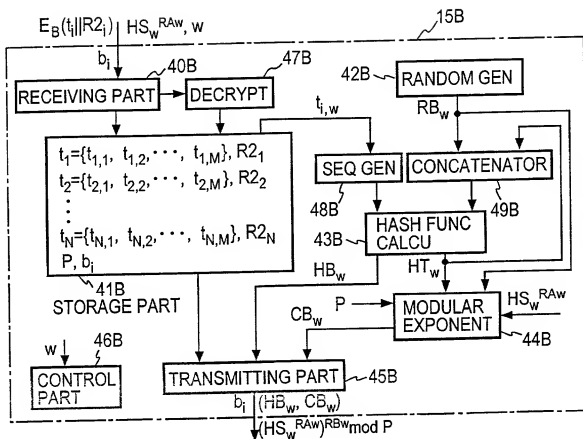 E_B(t_i||R2_i) HS_w^RAw, w
15B
b_i
40B
47B
42B
RECEIVING PART
DECRYPT
RANDOM GEN
RB_w
t_i,w
t_1={t_1,1, t_1,2, ···, t_1,M}, R2_1
t_2={t_2,1, t_2,2, ···, t_2,M}, R2_2
⋮
t_N={t_N,1, t_N,2, ···, t_N,M}, R2_N
P, b_i
SEQ GEN
CONCATENATOR
48B
49B
HASH FUNC CALCU
43B
41B
STORAGE PART
HB_w
HT_w
P
HS_w^RAw
CB_w
MODULAR EXPONENT
44B
w
46B
CONTROL PART
TRANSMITTING PART
45B
b_i (HB_w, CB_w)
(HS_w^RAw)^RBw mod P